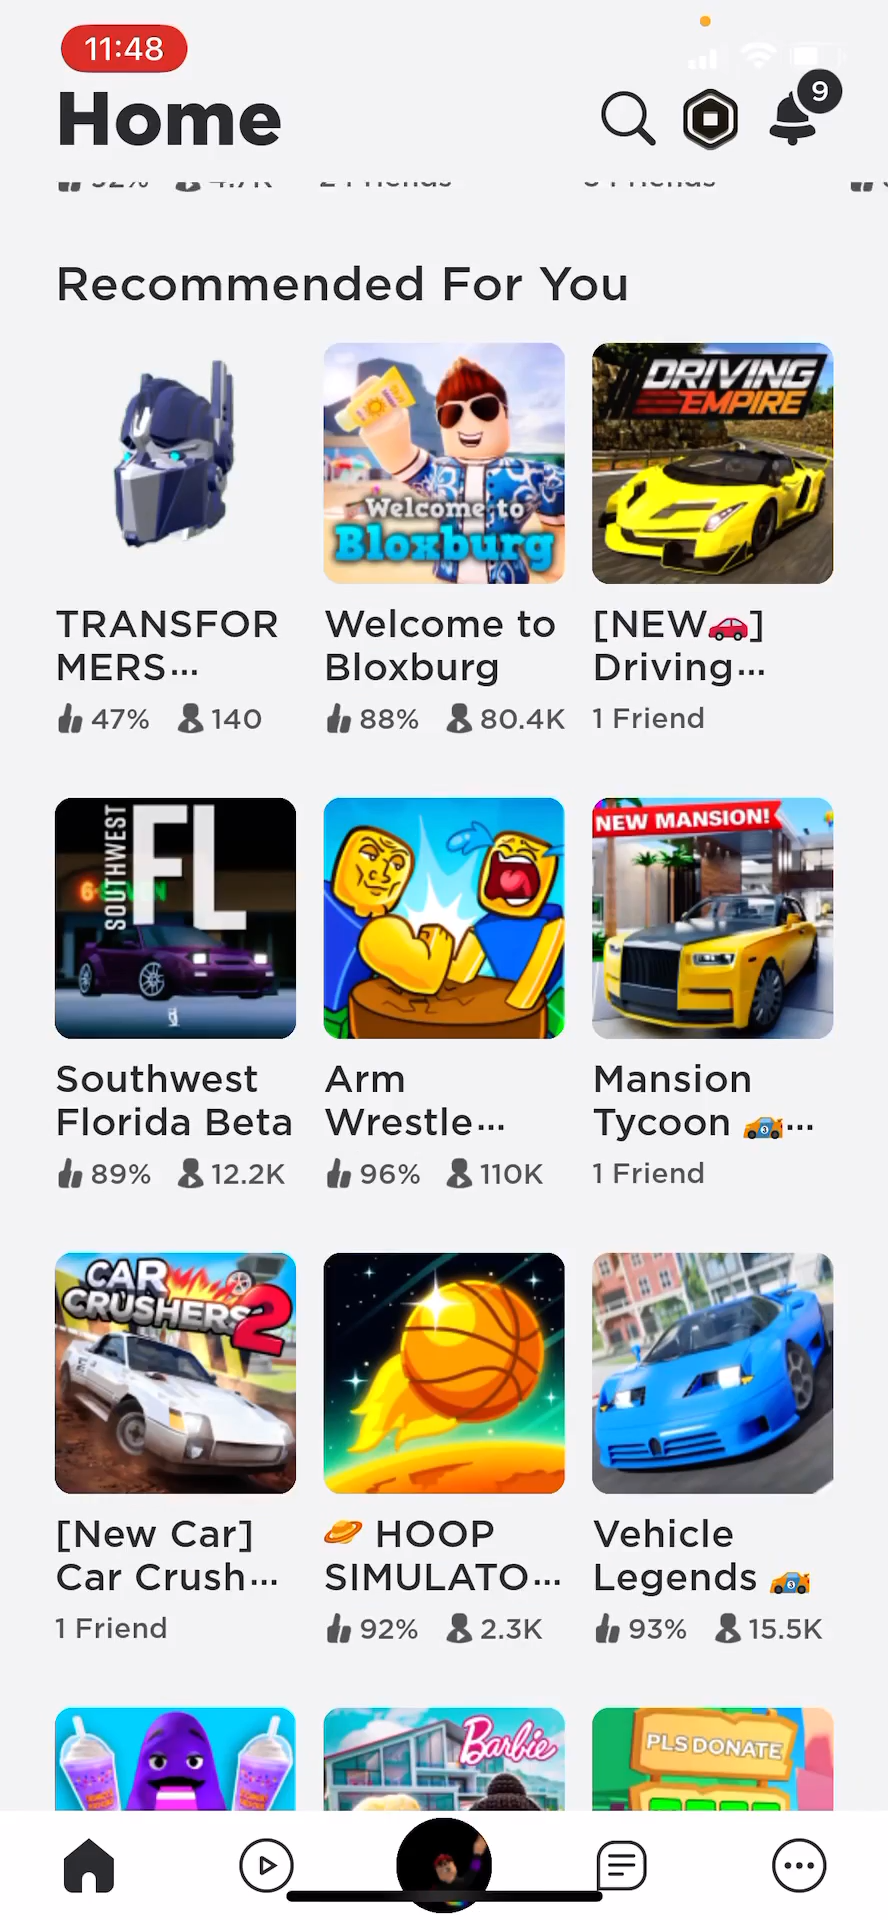 11:48
Home
9
Recommended For You
DRIVING
EMPIRE
Welcome to
Bloxburg
TRANSFOR
MERS...
47% 140
Welcome to
Bloxburg
88% 80.4K
[NEW🚗]
Driving...
1 Friend
SOUTHWEST
FL
NEW MANSION!
Southwest
Florida Beta
89% 12.2K
Arm
Wrestle...
96% 110K
Mansion
Tycoon 🏎️...
1 Friend
CAR
CRUSHERS 2
[New Car]
Car Crush...
1 Friend
🪐 HOOP
SIMULATO...
92% 2.3K
Vehicle
Legends 🏎️
93% 15.5K
Barbie
PLS DONATE